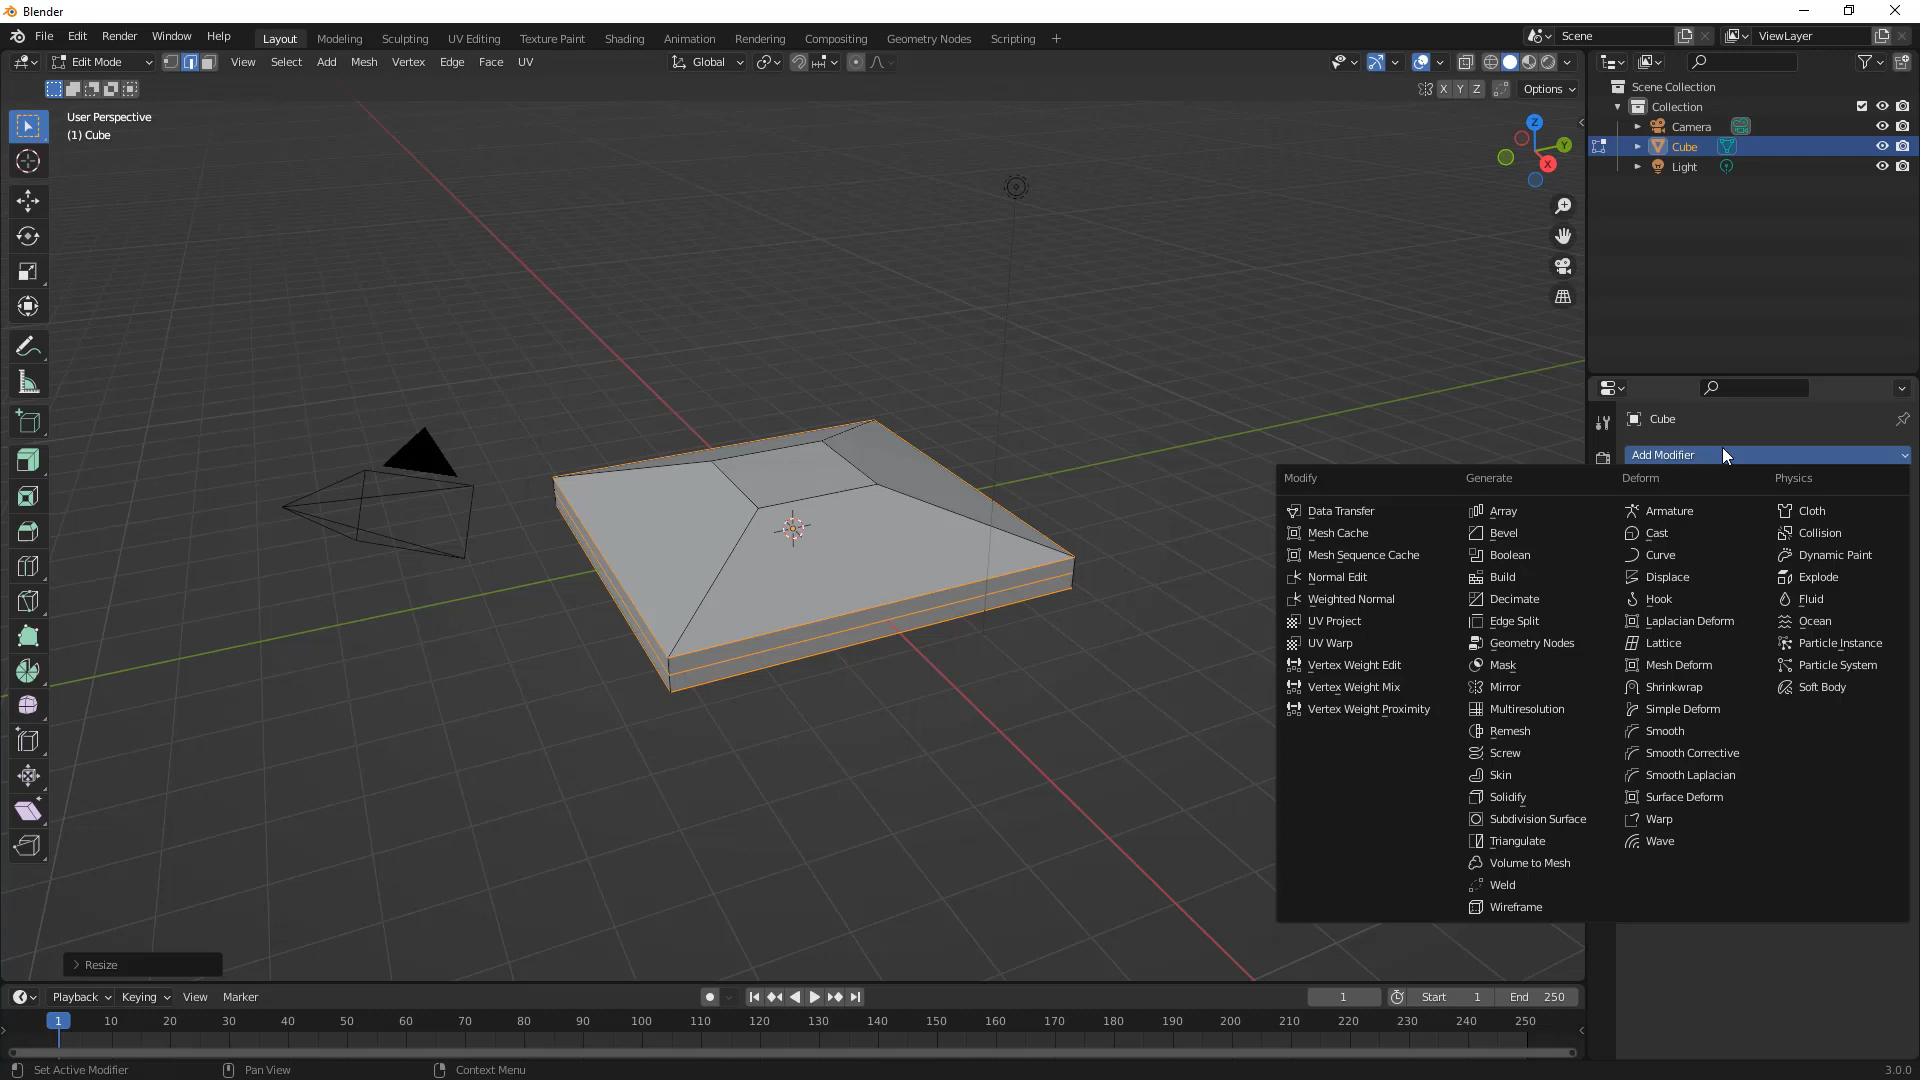 Blender
File Edit Render Window Help
Layout Modeling Sculpting UV Editing Texture Paint Shading Animation Rendering Compositing Geometry Nodes Scripting +
Scene
ViewLayer
Edit Mode
View Select Add Mesh Vertex Edge Face UV
Global
X Y Z
Options
User Perspective
(1) Cube
Z
Y
X
Scene Collection
Collection
Camera
Cube
Light
Cube
Add Modifier
Modify
Data Transfer
Mesh Cache
Mesh Sequence Cache
Normal Edit
Weighted Normal
UV Project
UV Warp
Vertex Weight Edit
Vertex Weight Mix
Vertex Weight Proximity
Generate
Array
Bevel
Boolean
Build
Decimate
Edge Split
Geometry Nodes
Mask
Mirror
Multiresolution
Remesh
Screw
Skin
Solidify
Subdivision Surface
Triangulate
Volume to Mesh
Weld
Wireframe
Deform
Armature
Cast
Curve
Displace
Hook
Laplacian Deform
Lattice
Mesh Deform
Shrinkwrap
Simple Deform
Smooth
Smooth Corrective
Smooth Laplacian
Surface Deform
Warp
Wave
Physics
Cloth
Collision
Dynamic Paint
Explode
Fluid
Ocean
Particle Instance
Particle System
Soft Body
Resize
Playback Keying View Marker
1 Start 1 End 250
1 10 20 30 40 50 60 70 80 90 100 110 120 130 140 150 160 170 180 190 200 210 220 230 240 250
Set Active Modifier Pan View Context Menu 3.0.0